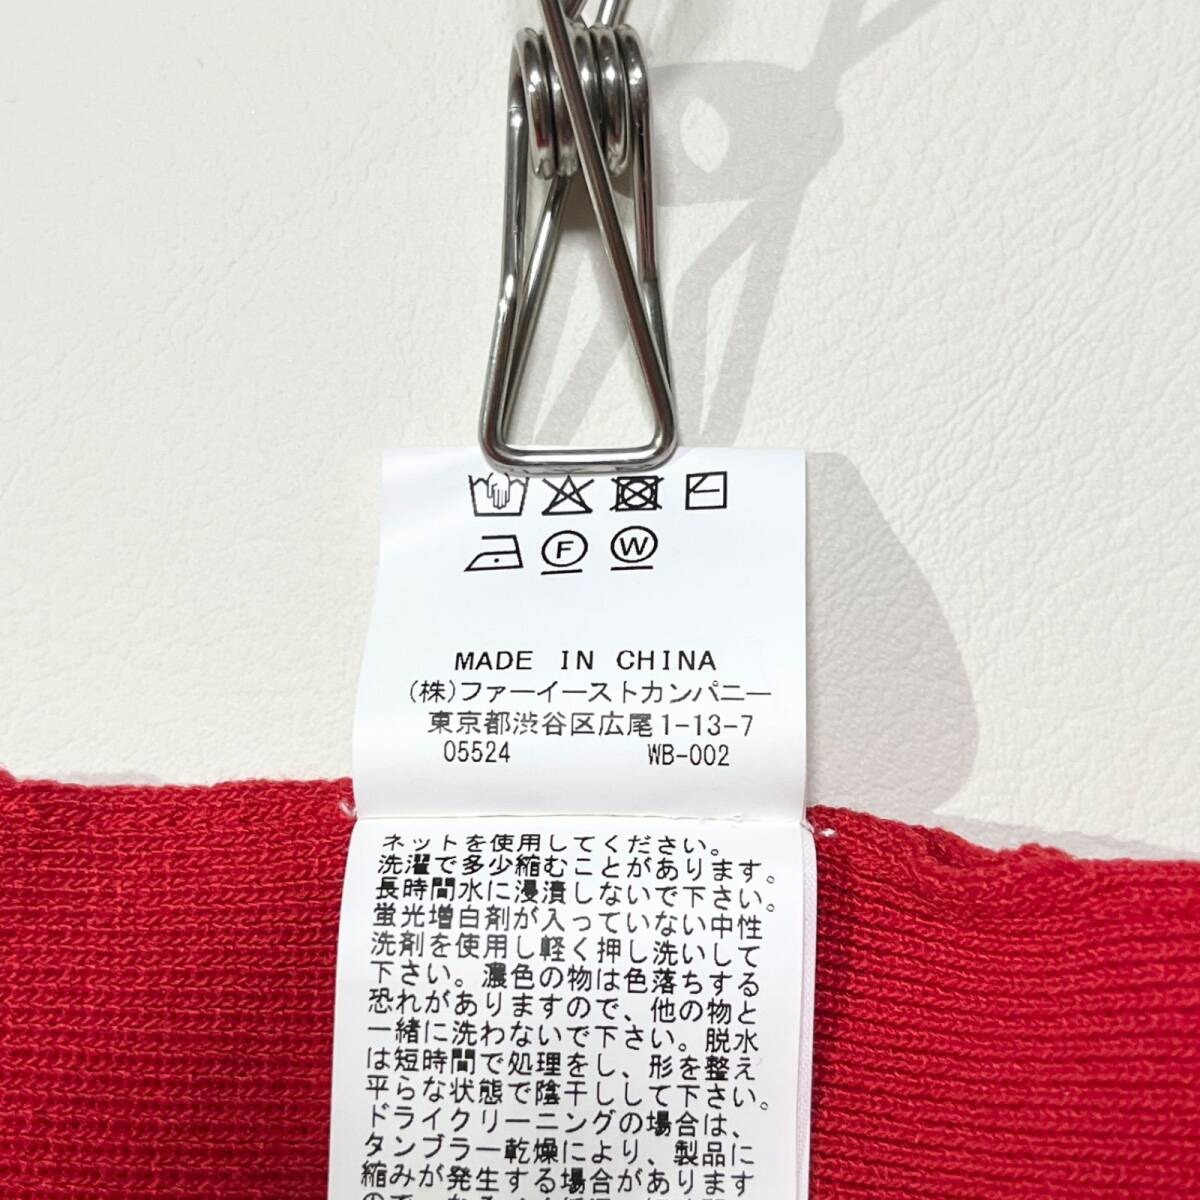 F W
MADE IN CHINA
(株)ファーイーストカンパニー
東京都渋谷区広尾1-13-7
05524 WB-002
ネットを使用してください。
洗濯で多少縮むことがあります。
長時間水に浸漬しないで下さい。
蛍光増白剤が入っていない中性
洗剤を使用し軽く押し洗いして
下さい。濃色の物は色落ちする
恐れがありますので、他の物と
一緒に洗わないで下さい。脱水
は短時間で処理をし、形を整え
平らな状態で陰干しして下さい。
ドライクリーニングの場合は、
タンブラー乾燥により、製品に
縮みが発生する場合があります